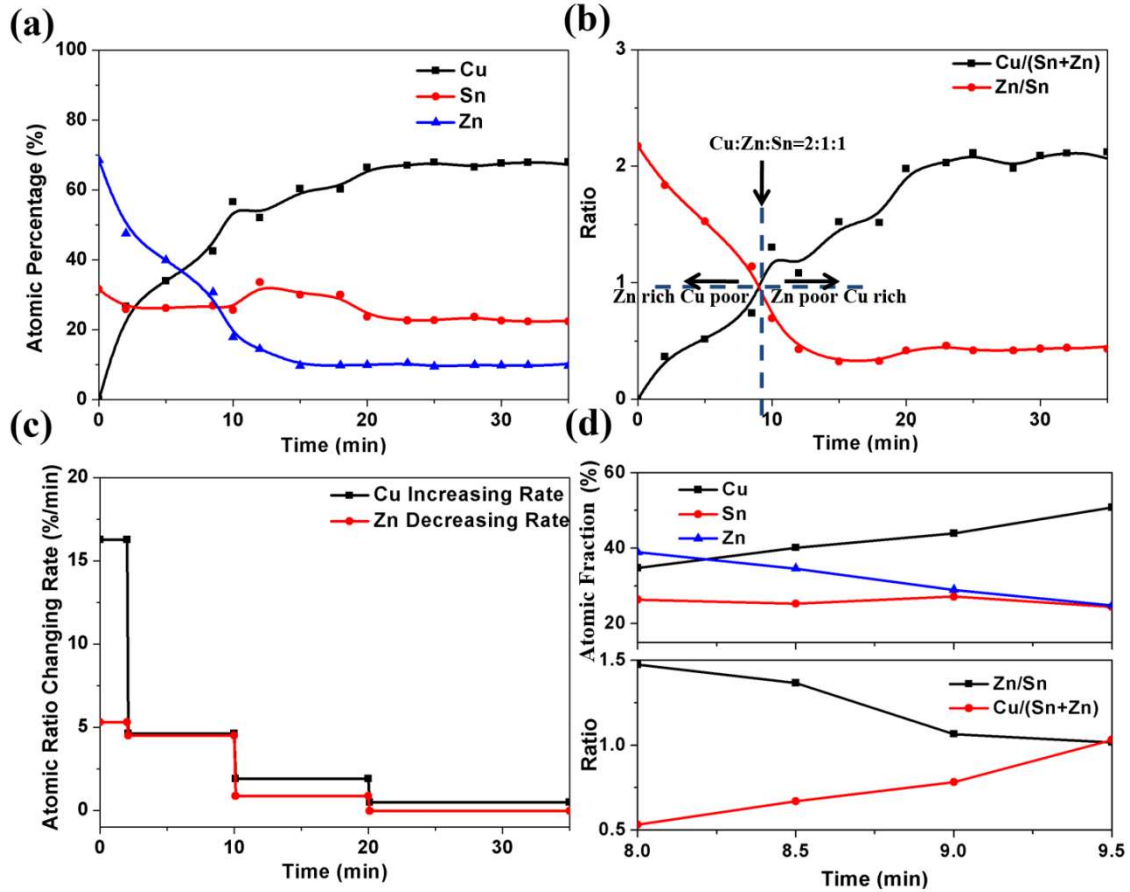 (a)
Atomic Percentage (%)
100
80
60
40
20
0
Cu
Sn
Zn
0 10 20 30
Time (min)
(b)
Ratio
3
2
1
0
Cu/(Sn+Zn)
Zn/Sn
Cu:Zn:Sn=2:1:1
Zn rich Cu poor
Zn poor Cu rich
0 10 20 30
Time (min)
(c)
Atomic Ratio Changing Rate (%/min)
20
15
10
5
0
Cu Increasing Rate
Zn Decreasing Rate
0 10 20 30
Time (min)
(d)
Atomic Fraction (%)
60
40
20
Cu
Sn
Zn
Ratio
1.5
1.0
0.5
Zn/Sn
Cu/(Sn+Zn)
8.0 8.5 9.0 9.5
Time (min)